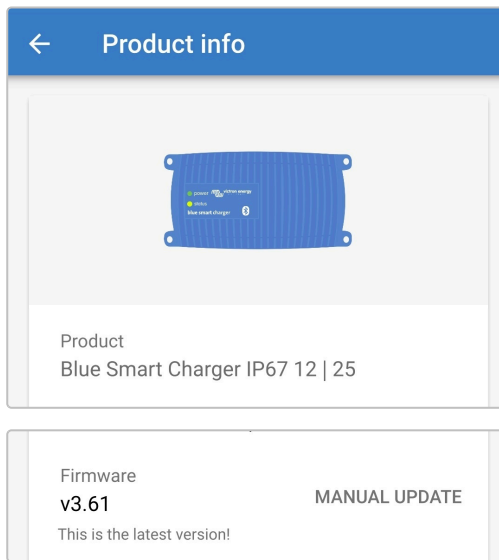 Product info
power victron energy
status
blue smart charger
Product
Blue Smart Charger IP67 12 | 25
Firmware
v3.61
MANUAL UPDATE
This is the latest version!